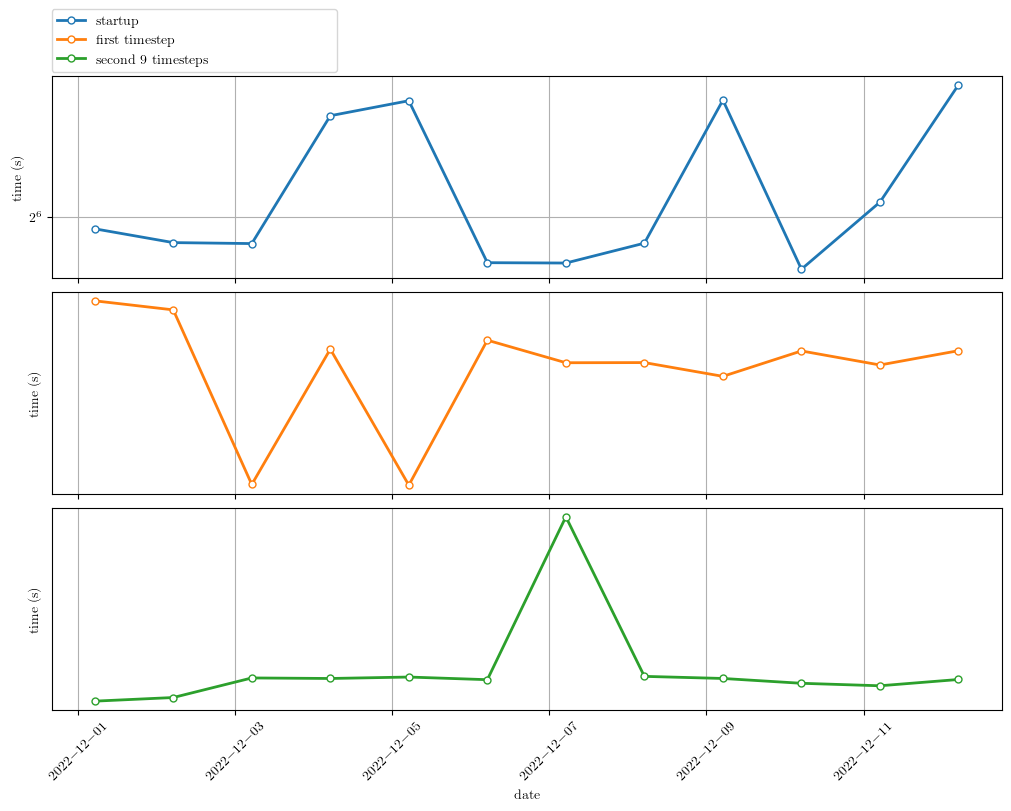 startup
first timestep
second 9 timesteps
time (s)
2^6
time (s)
time (s)
2022−12−01
2022−12−03
2022−12−05
2022−12−07
2022−12−09
2022−12−11
date